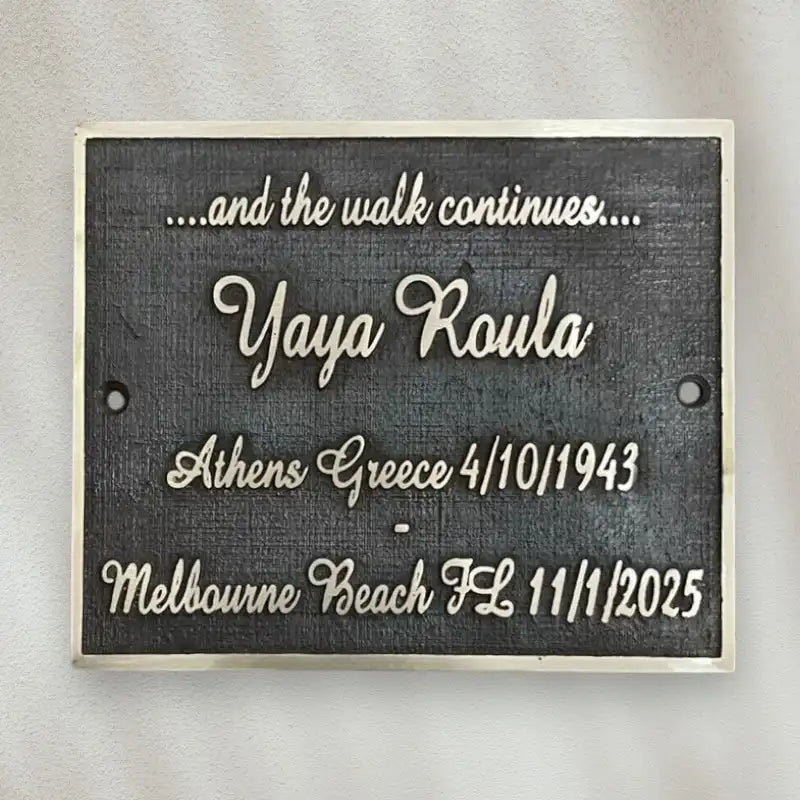 ....and the walk continues....
Yaya Roula
Athens Greece 4/10/1943
-
Melbourne Beach FL 11/1/2025